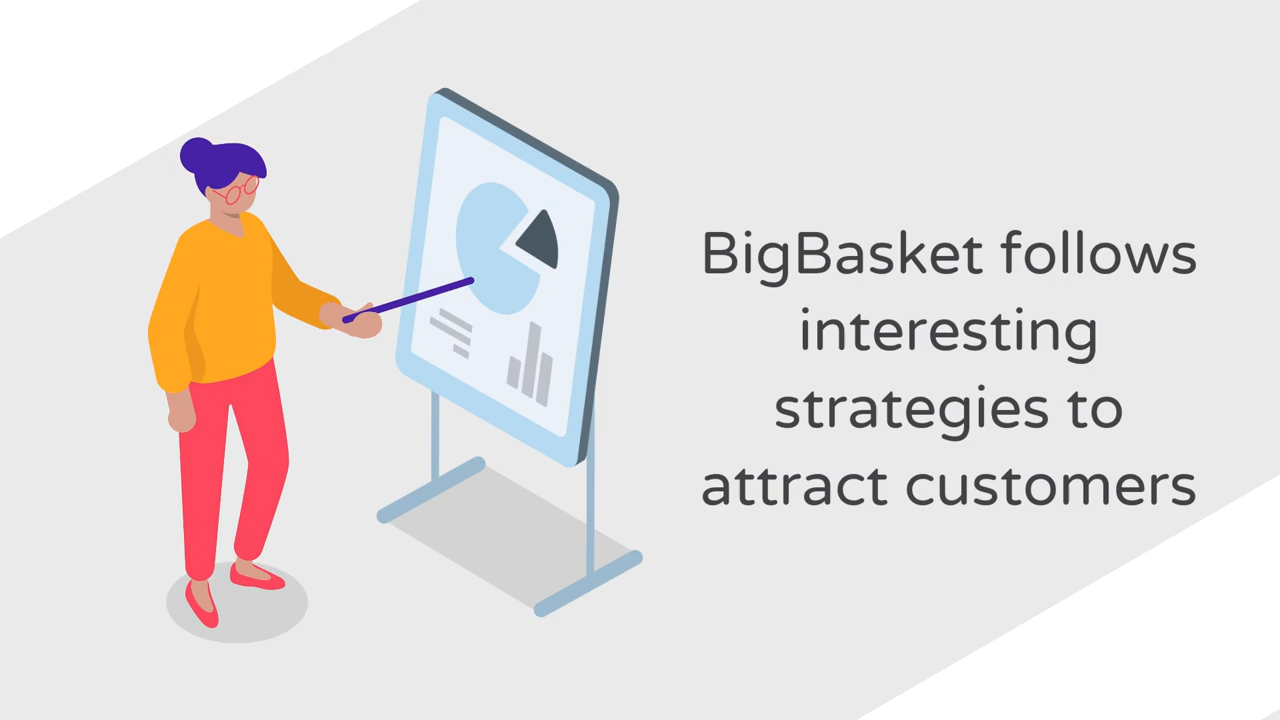 BigBasket follows
interesting
strategies to
attract customers